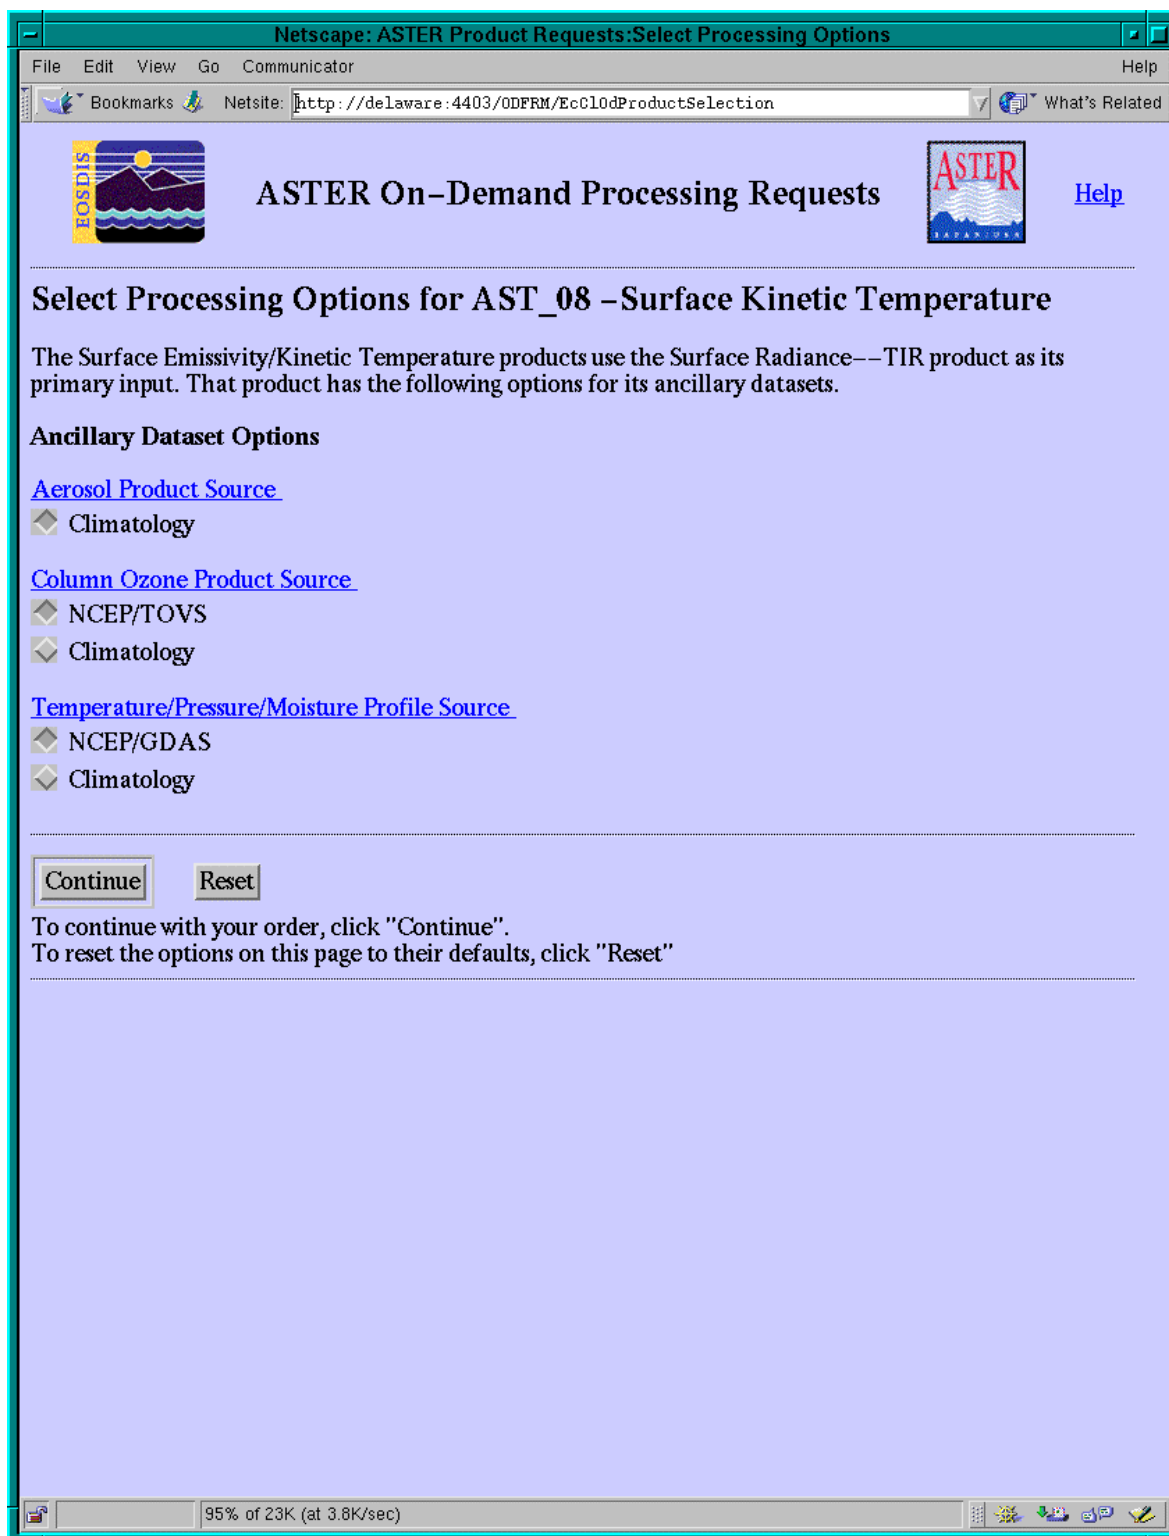 Netscape: ASTER Product Requests:Select Processing Options
File Edit View Go Communicator Help
Bookmarks Netsite: http://delaware:4403/ODFRM/EcClOdProductSelection What's Related
EOSDIS
ASTER On-Demand Processing Requests
ASTER
JAPAN/USA
Help
Select Processing Options for AST_08 -Surface Kinetic Temperature
The Surface Emissivity/Kinetic Temperature products use the Surface Radiance--TIR product as its
primary input. That product has the following options for its ancillary datasets.
Ancillary Dataset Options
Aerosol Product Source
Climatology
Column Ozone Product Source
NCEP/TOVS
Climatology
Temperature/Pressure/Moisture Profile Source
NCEP/GDAS
Climatology
Continue Reset
To continue with your order, click "Continue".
To reset the options on this page to their defaults, click "Reset"
95% of 23K (at 3.8K/sec)